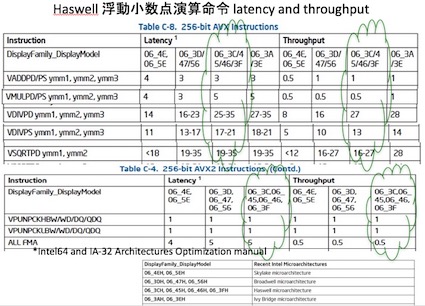 Haswell 浮動小数点演算命令 latency and throughput
Table C-8. 256-bit AVX Instructions
Instruction Latency 1 Throughput
DisplayFamily_DisplayModel 06_4E, 06_5E 06_3D/ 47/56 06_3C/4 5/46/3F 06_3A /3E 06_4E, 06_5E 06_3D/ 47/56 06_3C/4 5/46/3F 06_3A /3E
VADDPD/PS ymm1, ymm2, ymm3 4 3 3 3 0.5 1 1 1
VMULPD/PS ymm1, ymm2, ymm3 4 3 5 5 0.5 0.5 0.5 1
VDIVPD ymm1, ymm2, ymm3 14 16-23 25-35 27-35 8 16 27 28
VDIVPS ymm1, ymm2, ymm3 11 13-17 17-21 18-21 5 10 13 14
VSQRTPD ymm1, ymm2 <18 19-35 19-35 19-35 <12 16-27 16-27 28
Table C-4. 256-bit AVX2 Instructions (Contd.)
Instruction Latency 1 Throughput
DisplayFamily_DisplayModel 06_4E, 06_5E 06_3D, 06_47, 06_56 06_3C,06_ 45,06_46, 06_3F 06_4E, 06_5E 06_3D, 06_47, 06_56 06_3C,06_ 45,06_46, 06_3F
VPUNPCKHBW/WD/DQ/QDQ 1 1 1 1 1 1
VPUNPCKLBW/WD/DQ/QDQ 1 1 1 1 1 1
ALL FMA 4 5 5 0.5 0.5 0.5
*Intel64 and IA-32 Architectures Optimization manual
DisplayFamily_DisplayModel Recent Intel Microarchitectures
06_4EH, 06_5EH Skylake microarchitecture
06_3DH, 06_47H, 06_56H Broadwell microarchitecture
06_3CH, 06_45H, 06_46H, 06_3FH Haswell microarchitecture
06_3AH, 06_3EH Ivy Bridge microarchitecture